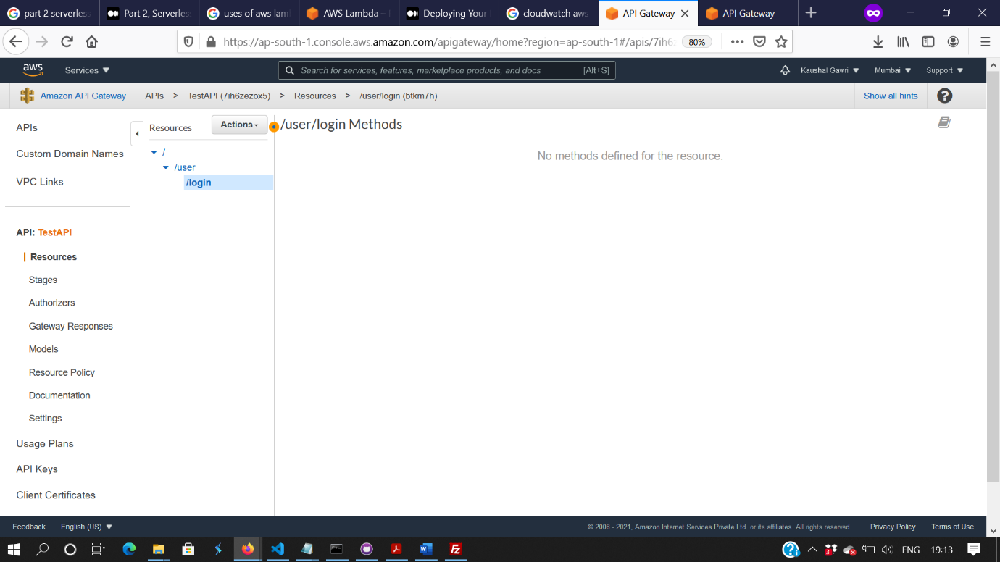 part 2 serverless
Part 2, Serverless
uses of aws lam
AWS Lambda –
Deploying Your
cloudwatch aws
API Gateway
API Gateway
https://ap-south-1.console.aws.amazon.com/apigateway/home?region=ap-south-1#/apis/7ih6z
80%
aws
Services
Search for services, features, marketplace products, and docs
[Alt+S]
Kaushal Gawri
Mumbai
Support
Amazon API Gateway
APIs > TestAPI (7ih6zezox5) > Resources > /user/login (btkm7h)
Show all hints
?
APIs
Custom Domain Names
VPC Links
API: TestAPI
Resources
Stages
Authorizers
Gateway Responses
Models
Resource Policy
Documentation
Settings
Usage Plans
API Keys
Client Certificates
Resources
Actions
/
/user
/login
/user/login Methods
No methods defined for the resource.
Feedback
English (US)
© 2008 - 2021, Amazon Internet Services Private Ltd. or its affiliates. All rights reserved.
Privacy Policy
Terms of Use
3
ENG
19:13